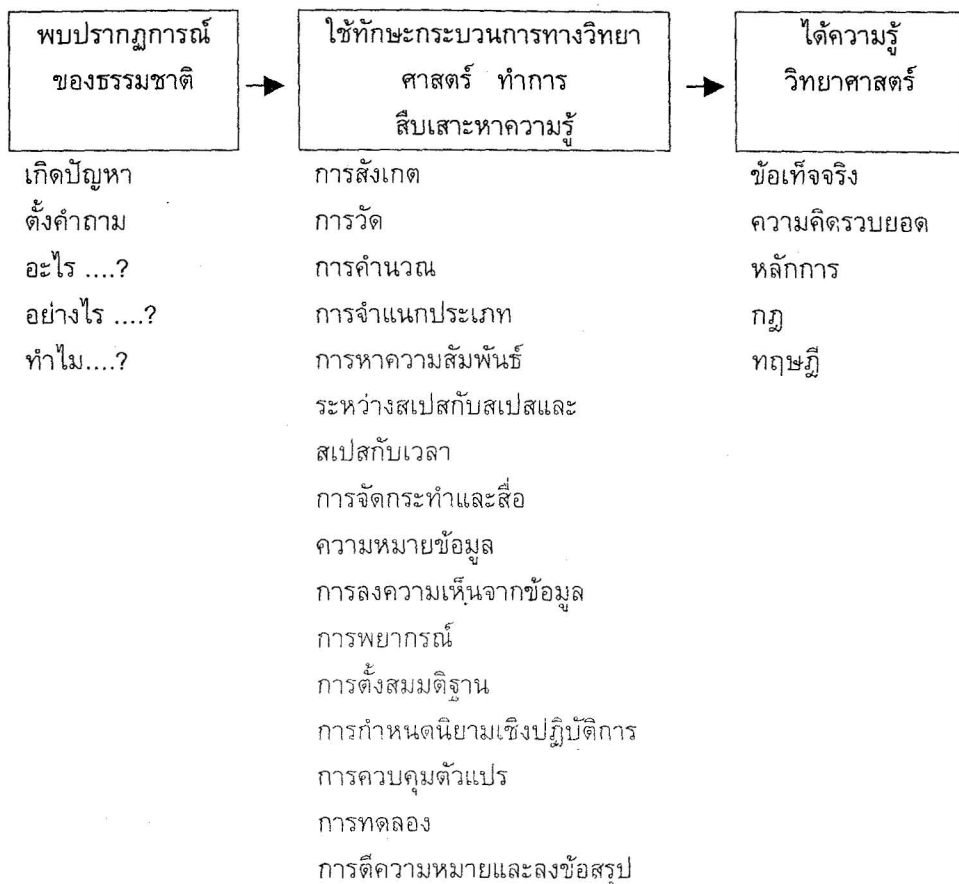 พบปรากฏการณ์
ของธรรมชาติ
ใช้ทักษะกระบวนการทางวิทยา
ศาสตร์ ทำการ
สืบเสาะหาความรู้
ได้ความรู้
วิทยาศาสตร์
เกิดปัญหา
ตั้งคำถาม
อะไร ....?
อย่างไร ....?
ทำไม....?
การสังเกต
การวัด
การคำนวณ
การจำแนกประเภท
การหาความสัมพันธ์
ระหว่างสเปสกับสเปสและ
สเปสกับเวลา
การจัดกระทำและสื่อ
ความหมายข้อมูล
การลงความเห็นจากข้อมูล
การพยากรณ์
การตั้งสมมติฐาน
การกำหนดนิยามเชิงปฏิบัติการ
การควบคุมตัวแปร
การทดลอง
การตีความหมายและลงข้อสรุป
ข้อเท็จจริง
ความคิดรวบยอด
หลักการ
กฎ
ทฤษฎี